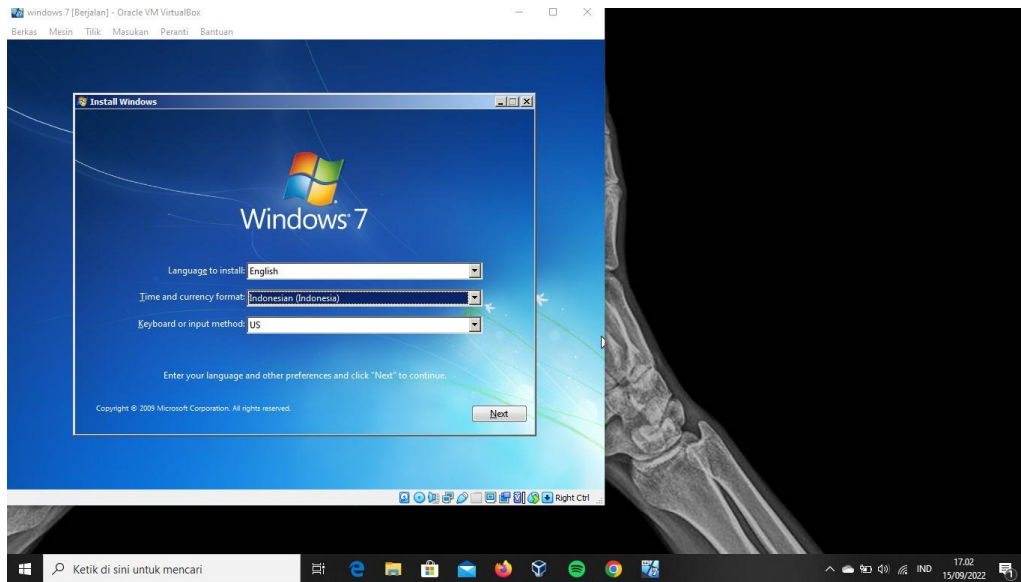 windows 7 [Berjalan] - Oracle VM VirtualBox
Berkas Mesin Tilik Masukan Peranti Bantuan
Install Windows
Windows 7
Language to install: English
Time and currency format: Indonesian (Indonesia)
Keyboard or input method: US
Enter your language and other preferences and click "Next" to continue.
Copyright © 2009 Microsoft Corporation. All rights reserved.
Next
Right Ctrl
Ketik di sini untuk mencari
IND
17.02
15/09/2022
1